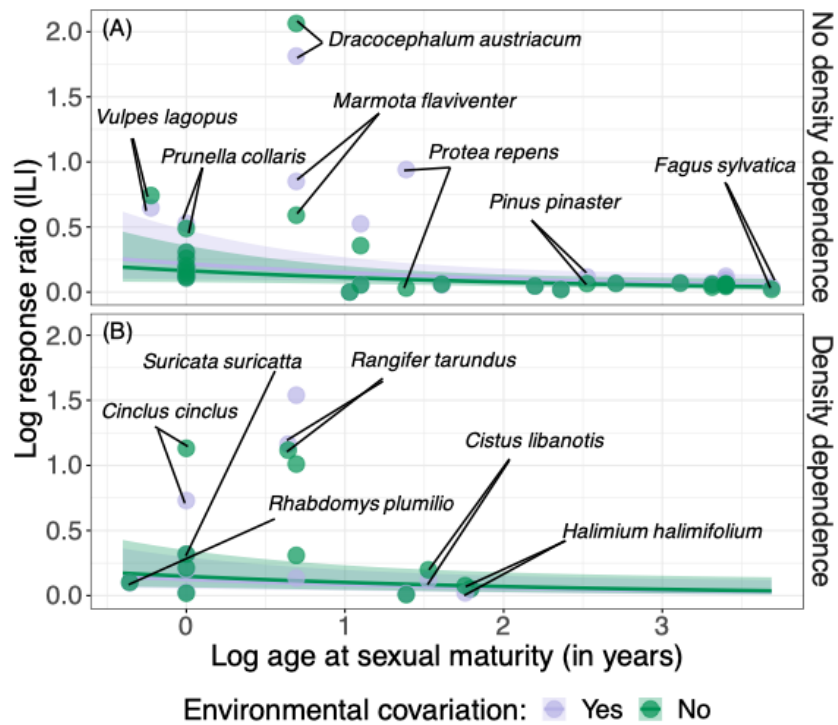 (A)
Dracocephalum austriacum
Marmota flaviventer
Vulpes lagopus
Prunella collaris
Protea repens
Fagus sylvatica
Pinus pinaster
2.0
1.5
1.0
0.5
0.0
No density dependence
(B)
Suricata suricatta
Rangifer tarundus
Cinclus cinclus
Cistus libanotis
Rhabdomys plumilio
Halimium halimifolium
2.0
1.5
1.0
0.5
0.0
Density dependence
Log response ratio (ILI)
0 1 2 3
Log age at sexual maturity (in years)
Environmental covariation: Yes No